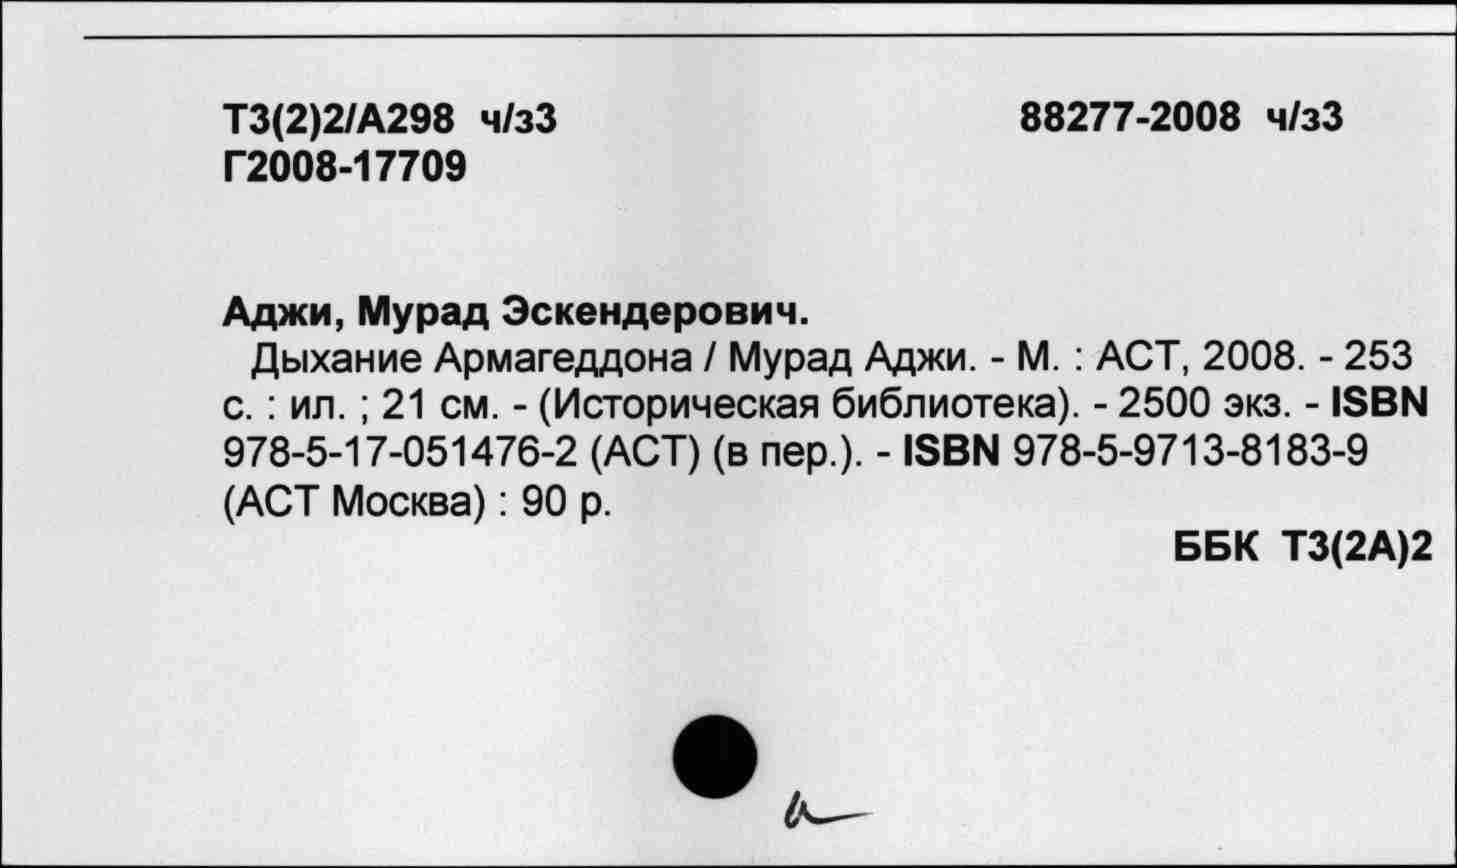 Т3(2)2/А298 ч/з3 88277-2008 ч/з3
Г2008-17709
Аджи, Мурад Эскендерович.
Дыхание Армагеддона / Мурад Аджи. - М. : АСТ, 2008. - 253
с. : ил. ; 21 см. - (Историческая библиотека). - 2500 экз. - ISBN
978-5-17-051476-2 (АСТ) (в пер.). - ISBN 978-5-9713-8183-9
(АСТ Москва) : 90 р.
ББК Т3(2А)2